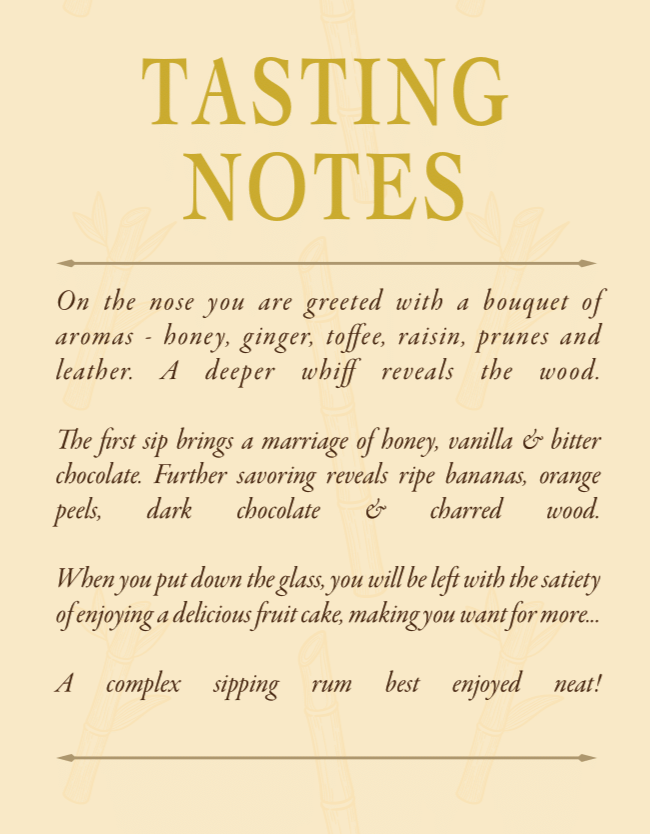 TASTING
NOTES
On the nose you are greeted with a bouquet of
aromas - honey, ginger, toffee, raisin, prunes and
leather. A deeper whiff reveals the wood.
The first sip brings a marriage of honey, vanilla & bitter
chocolate. Further savoring reveals ripe bananas, orange
peels, dark chocolate & charred wood.
When you put down the glass, you will be left with the satiety
of enjoying a delicious fruit cake, making you want for more...
A complex sipping rum best enjoyed neat!